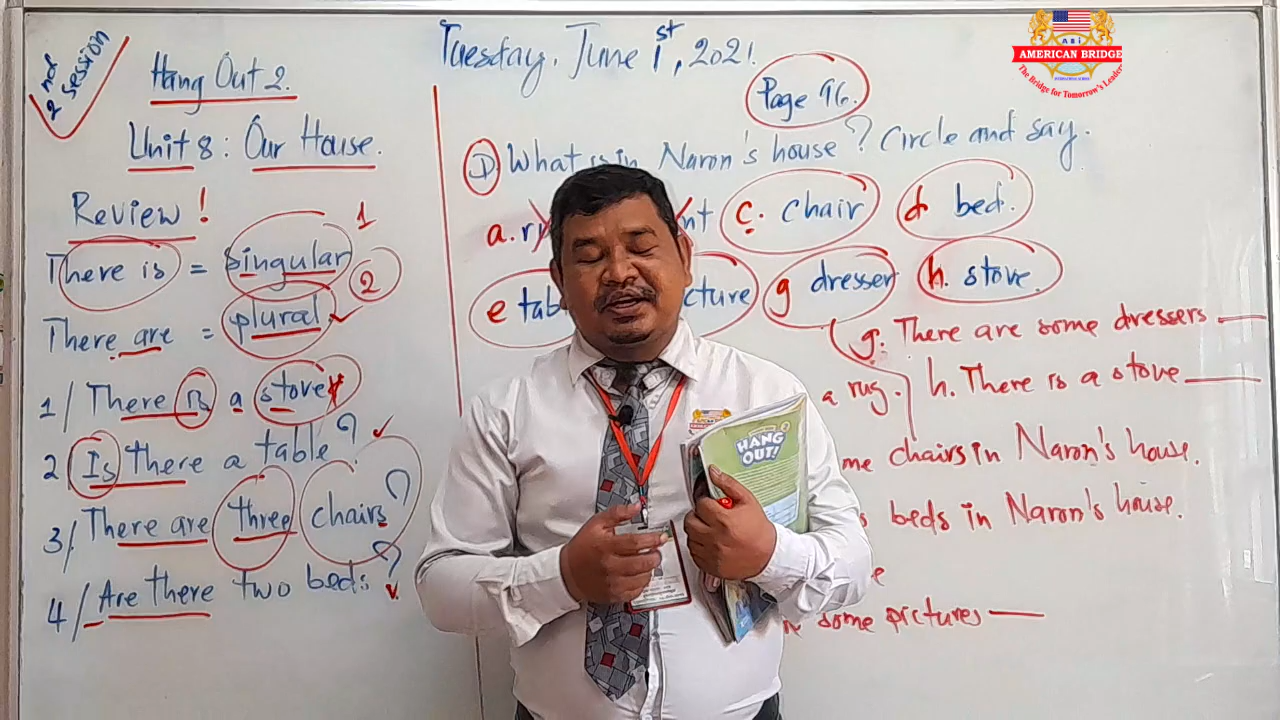 not
2 session
Hang Out 2.
Unit 8: Our House.
Review!
There is = singular 1
There are = plural 2
1/ There is a stove
2 Is there a table?
3/ There are three chairs?
4/ Are there two beds?
Tuesday, June 1st, 2021.
Page 96.
D What is in Naron's house? Circle and say.
a. c. chair d bed.
e g dresser h. stove.
g. There are some dressers
a rug. h. There is a stove
chairs in Naron's house.
beds in Naron's house.
some pictures
ABi
AMERICAN BRIDGE
The Bridge for Tomorrow's Leaders
HANG
OUT!